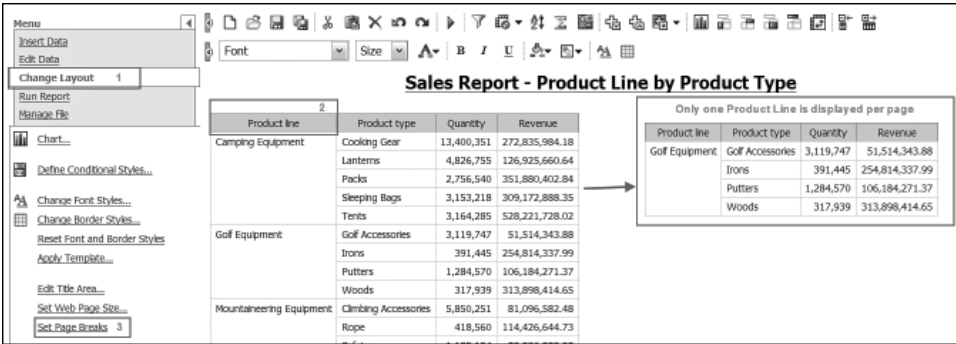 Menu
Insert Data
Edit Data
Change Layout 1
Run Report
Manage File
Chart...
Define Conditional Styles...
Change Font Styles...
Change Border Styles...
Reset Font and Border Styles
Apply Template...
Edit Title Area...
Set Web Page Size...
Set Page Breaks 3
Font Size A B I U
Sales Report - Product Line by Product Type
2
Product line Product type Quantity Revenue
Camping Equipment Cooking Gear 13,400,351 272,835,984.18
Lanterns 4,826,755 126,925,660.64
Packs 2,756,540 351,880,402.84
Sleeping Bags 3,153,218 309,172,888.35
Tents 3,164,285 528,221,728.02
Golf Equipment Golf Accessories 3,119,747 51,514,343.88
Irons 391,445 254,814,337.99
Putters 1,284,570 106,184,271.37
Woods 317,939 313,898,414.65
Mountaineering Equipment Climbing Accessories 5,850,251 81,096,582.48
Rope 418,560 114,426,644.73
Only one Product Line is displayed per page
Product line Product type Quantity Revenue
Golf Equipment Golf Accessories 3,119,747 51,514,343.88
Irons 391,445 254,814,337.99
Putters 1,284,570 106,184,271.37
Woods 317,939 313,898,414.65